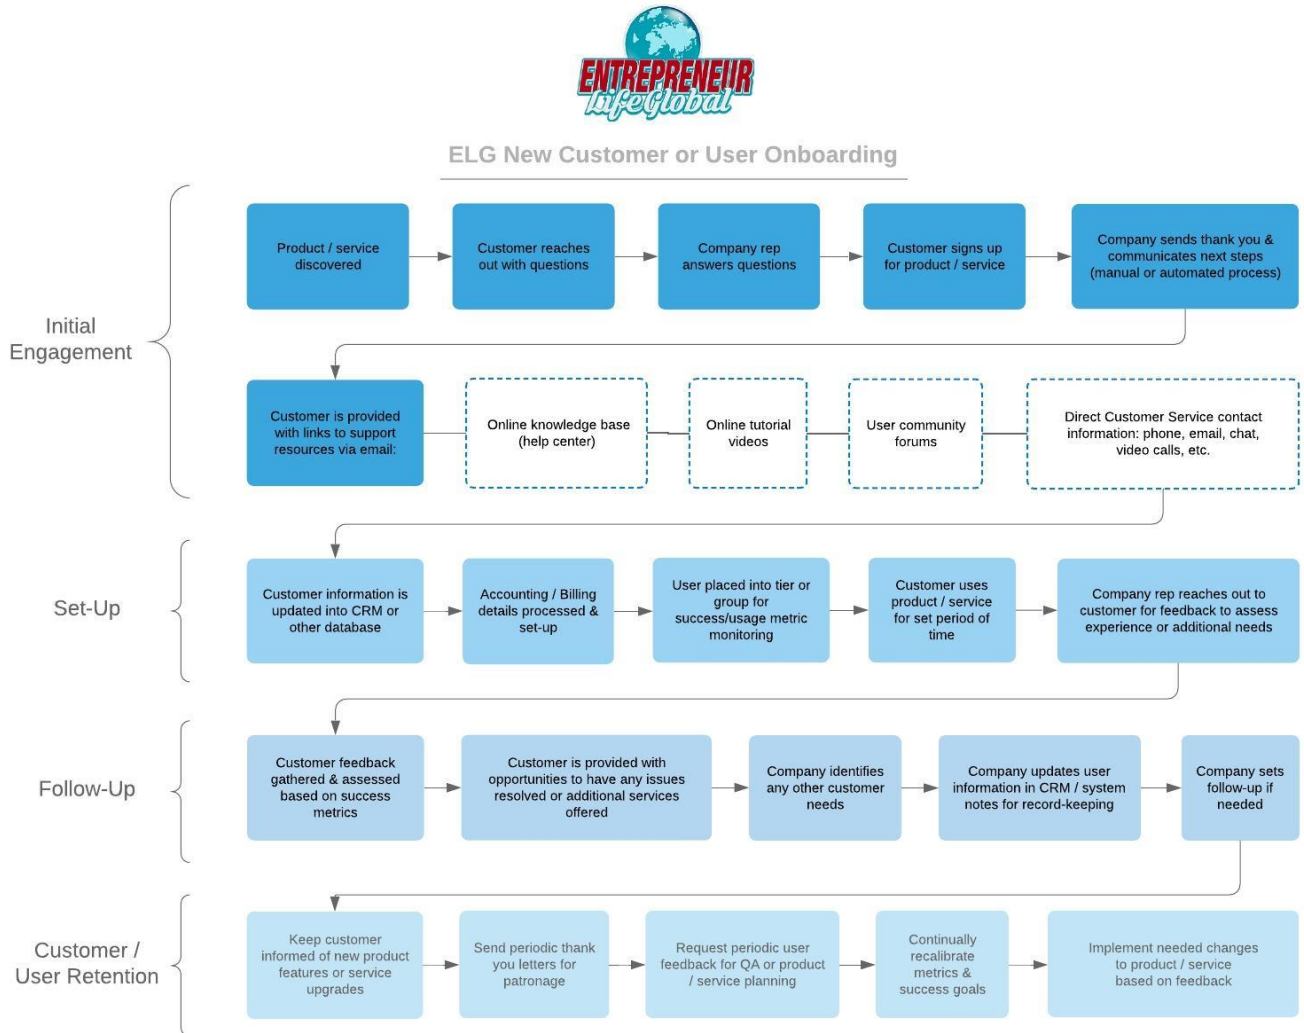 ENTREPRENEUR
Life Global
ELG New Customer or User Onboarding
Initial
Engagement
Product / service
discovered
Customer reaches
out with questions
Company rep
answers questions
Customer signs up
for product / service
Company sends thank you &
communicates next steps
(manual or automated process)
Customer is provided
with links to support
resources via email:
Online knowledge base
(help center)
Online tutorial
videos
User community
forums
Direct Customer Service contact
information: phone, email, chat,
video calls, etc.
Set-Up
Customer information is
updated into CRM or
other database
Accounting / Billing
details processed &
set-up
User placed into tier or
group for
success/usage metric
monitoring
Customer uses
product / service
for set period of
time
Company rep reaches out to
customer for feedback to assess
experience or additional needs
Follow-Up
Customer feedback
gathered & assessed
based on success
metrics
Customer is provided with
opportunities to have any issues
resolved or additional services
offered
Company identifies
any other customer
needs
Company updates user
information in CRM / system
notes for record-keeping
Company sets
follow-up if
needed
Customer /
User Retention
Keep customer
informed of new product
features or service
upgrades
Send periodic thank
you letters for
patronage
Request periodic user
feedback for QA or product
/ service planning
Continually
recalibrate
metrics &
success goals
Implement needed changes
to product / service
based on feedback